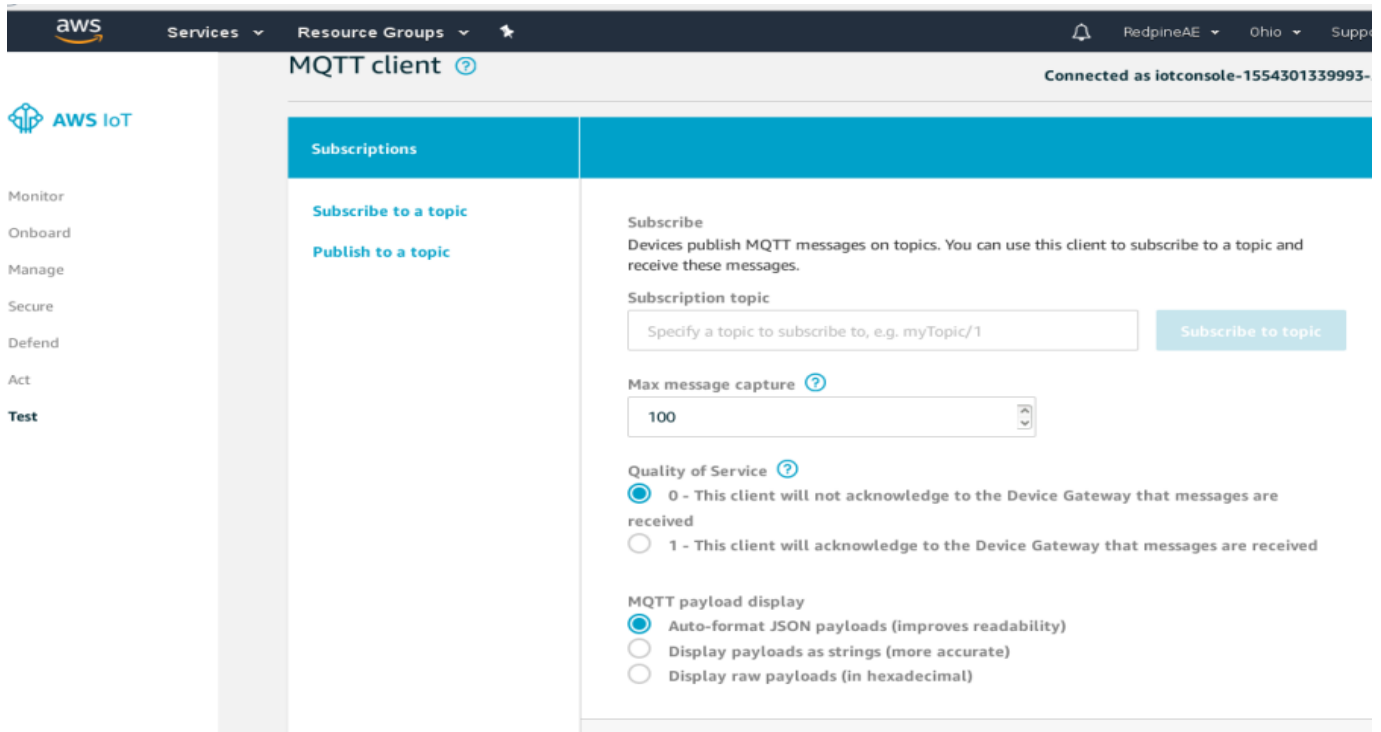 aws
Services
Resource Groups
RedpineAE
Ohio
MQTT client
Connected as iotconsole-1554301339993-
AWS IoT
Monitor
Onboard
Manage
Secure
Defend
Act
Test
Subscriptions
Subscribe to a topic
Publish to a topic
Subscribe
Devices publish MQTT messages on topics. You can use this client to subscribe to a topic and
receive these messages.
Subscription topic
Specify a topic to subscribe to, e.g. myTopic/1
Subscribe to topic
Max message capture
100
Quality of Service
0 - This client will not acknowledge to the Device Gateway that messages are
received
1 - This client will acknowledge to the Device Gateway that messages are received
MQTT payload display
Auto-format JSON payloads (improves readability)
Display payloads as strings (more accurate)
Display raw payloads (in hexadecimal)